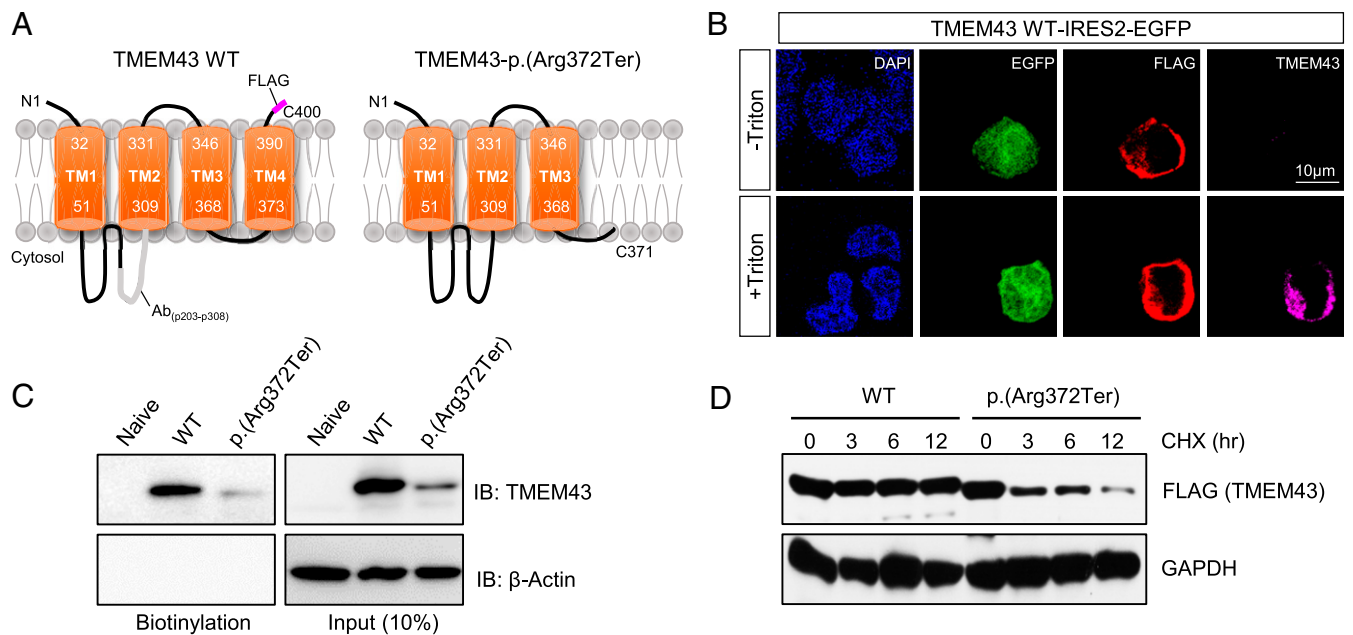 A
TMEM43 WT
TMEM43-p.(Arg372Ter)
FLAG
N1
C400
N1
32 331 346 390
32 331 346
TM1 TM2 TM3 TM4
TM1 TM2 TM3
51 309 368 373
51 309 368
Cytosol
C371
Ab(p203-p308)
B
TMEM43 WT-IRES2-EGFP
DAPI EGFP FLAG TMEM43
-Triton
10μm
+Triton
C
Naive WT p.(Arg372Ter)
Naive WT p.(Arg372Ter)
IB: TMEM43
IB: β-Actin
Biotinylation Input (10%)
D
WT p.(Arg372Ter)
0 3 6 12 0 3 6 12 CHX (hr)
FLAG (TMEM43)
GAPDH